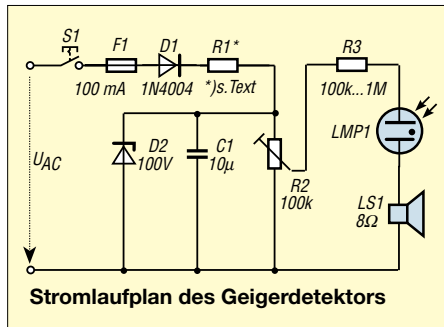 S1
F1
D1
R1*
R3
100 mA
1N4004
*)s.Text
100k...1M
LMP1
UAC
D2
100V
C1
10µ
R2
100k
LS1
8Ω
Stromlaufplan des Geigerdetektors